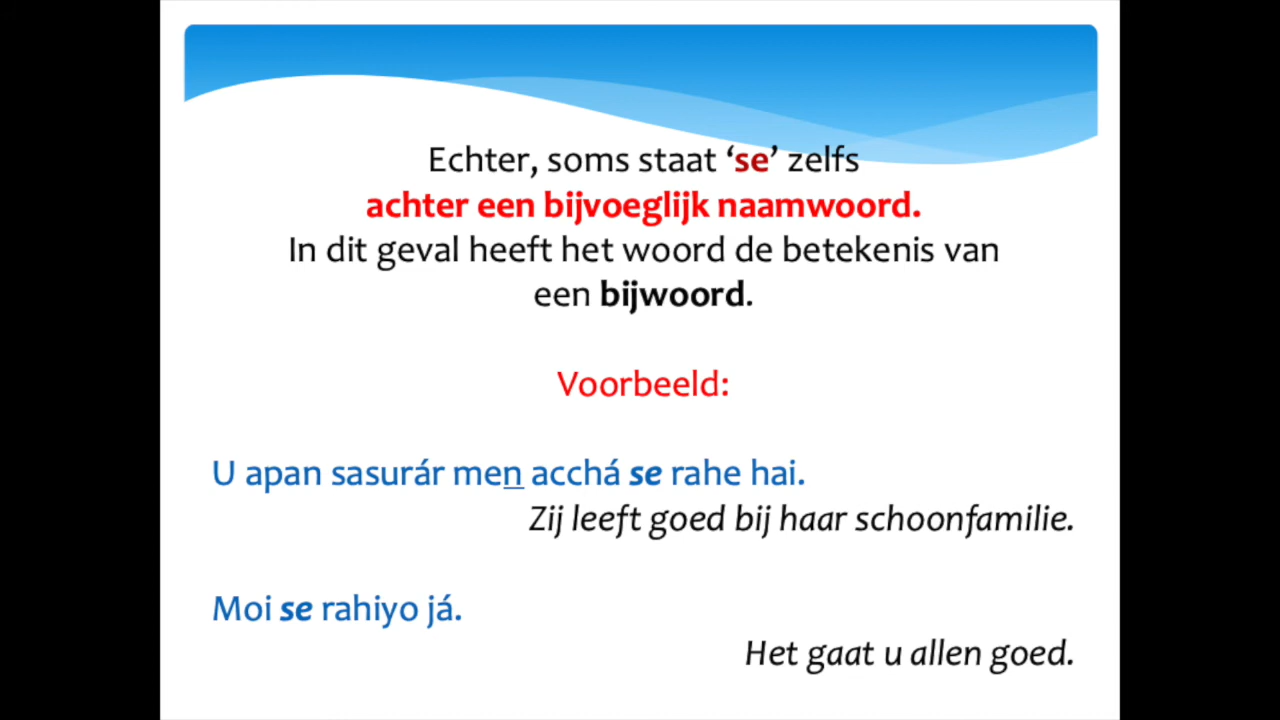 Echter, soms staat ‘se’ zelfs
achter een bijvoeglijk naamwoord.
In dit geval heeft het woord de betekenis van
een bijwoord.
Voorbeeld:
U apan sasurár men acchá se rahe hai.
Zij leeft goed bij haar schoonfamilie.
Moi se rahiyo já.
Het gaat u allen goed.